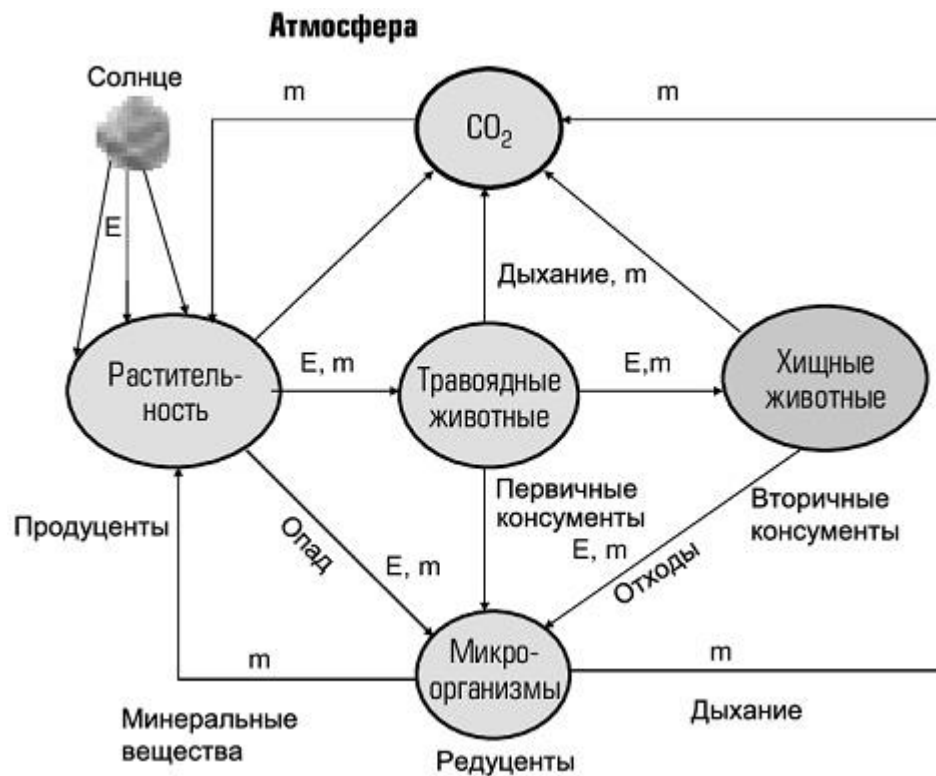 Атмосфера
Солнце
m
m
CO₂
E
Дыхание, m
Раститель-
ность
E, m
Травоядные
животные
E,m
Хищные
животные
Продуценты
Опад
E, m
Первичные
консументы
E, m
Отходы
Вторичные
консументы
m
Микро-
организмы
m
Минеральные
вещества
Редуценты
Дыхание